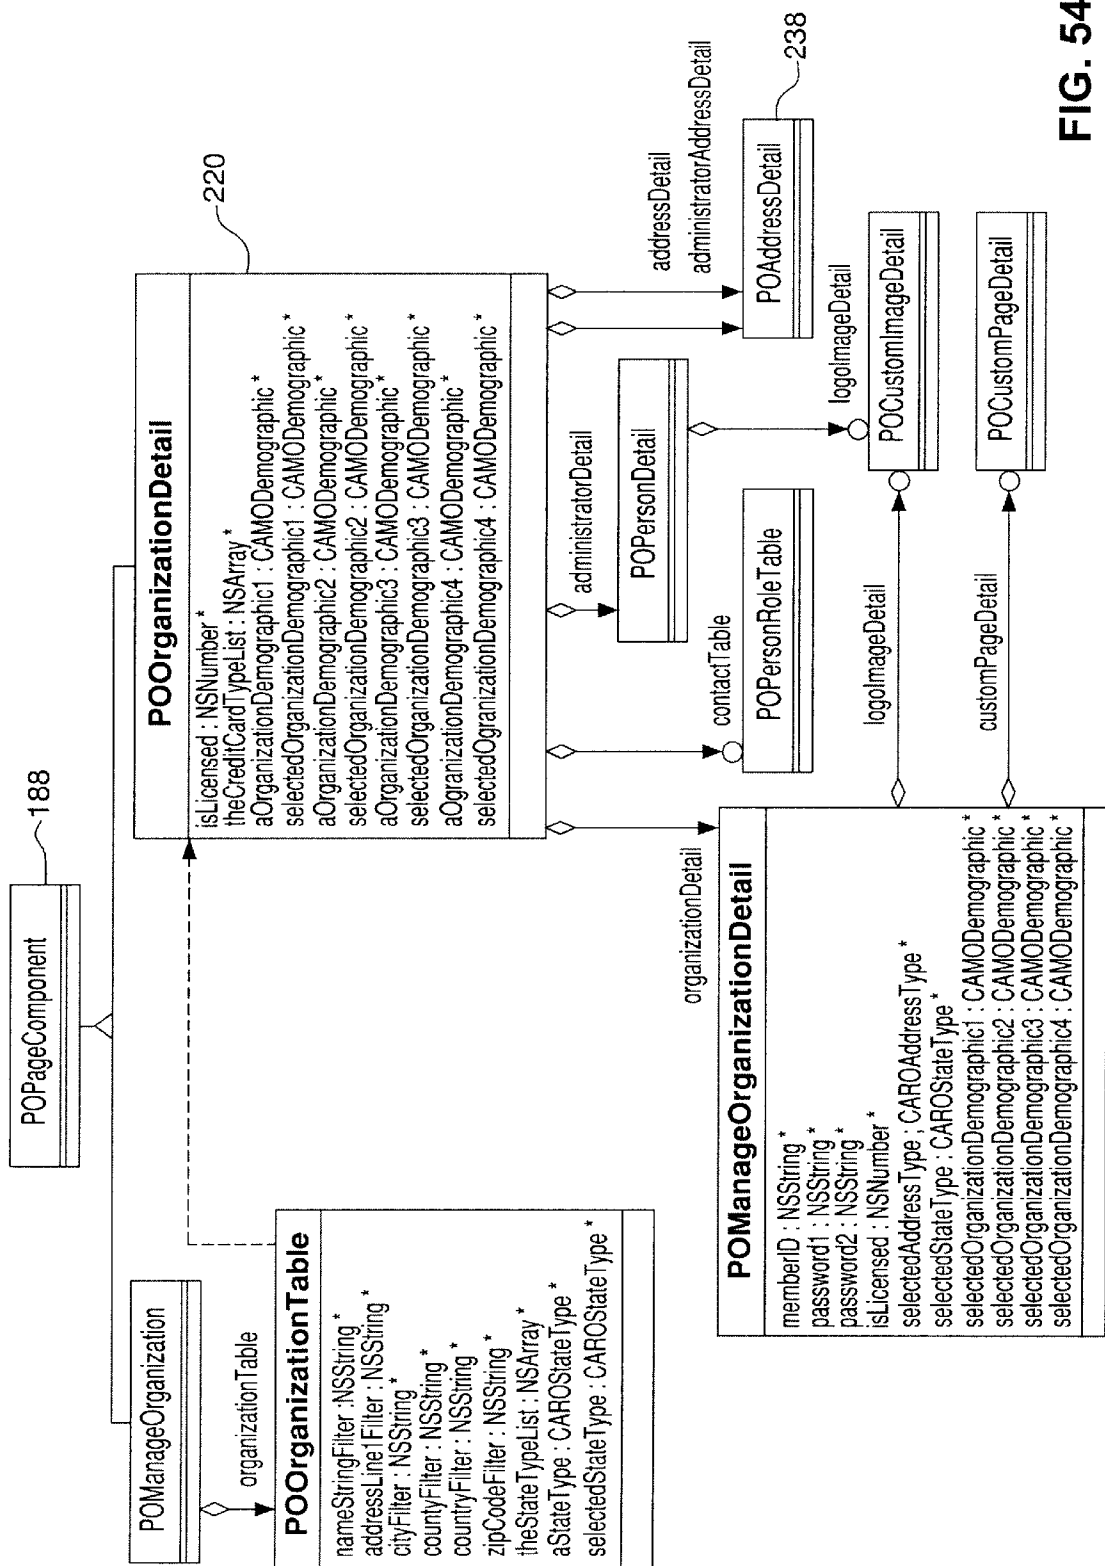 POPageComponent
188
POManageOrganization
organizationTable
POOrganizationTable
nameStringFilter :NSString *
addressLine1Filter : NSString *
cityFilter : NSString *
countyFilter : NSString *
countryFilter : NSString *
zipCodeFilter : NSString *
theStateTypeList : NSArray *
aStateType : CAROStateType *
selectedStateType : CAROStateType *
POOrganizationDetail
220
isLicensed : NSNumber *
theCreditCardTypeList : NSArray *
aOrganizationDemographic1 : CAMODemographic *
selectedOrganizationDemographic1 : CAMODemographic *
aOrganizationDemographic2 : CAMODemographic *
selectedOrganizationDemographic2 : CAMODemographic *
aOrganizationDemographic3 : CAMODemographic *
selectedOrganizationDemographic3 : CAMODemographic *
aOgranizationDemographic4 : CAMODemographic *
selectedOgranizationDemographic4 : CAMODemographic *
organizationDetail
contactTable
POPersonRoleTable
administratorDetail
POPersonDetail
addressDetail
administratorAddressDetail
POAddressDetail
238
logoImageDetail
POManageOrganizationDetail
memberID : NSString *
password1 : NSString *
password2 : NSString *
isLicensed : NSNumber *
selectedAddressType ; CAROAddressType *
selectedStateType : CAROStateType *
selectedOrganizationDemographic1 : CAMODemographic *
selectedOrganizationDemographic2 : CAMODemographic *
selectedOrganizationDemographic3 : CAMODemographic *
selectedOrganizationDemographic4 : CAMODemographic *
logoImageDetail
POCustomImageDetail
customPageDetail
POCustomPageDetail
FIG. 54